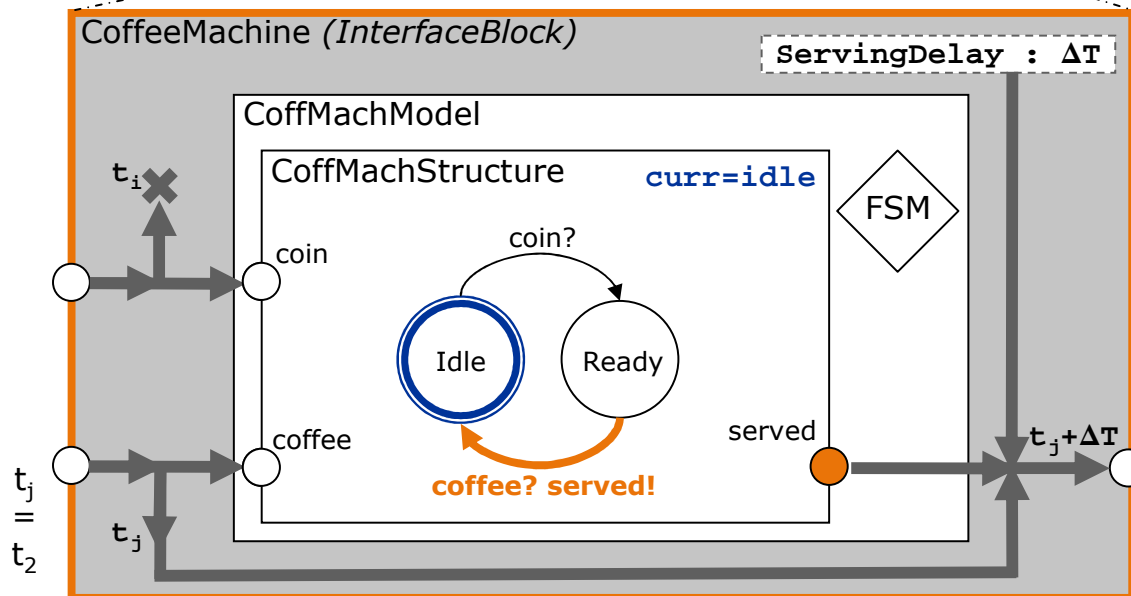 CoffeeMachine (InterfaceBlock)
ServingDelay : ΔT
CoffMachModel
CoffMachStructure
curr=idle
FSM
tᵢ
coin
coin?
Idle
Ready
coffee
served
coffee? served!
tⱼ+ΔT
tⱼ
=
t₂
tⱼ